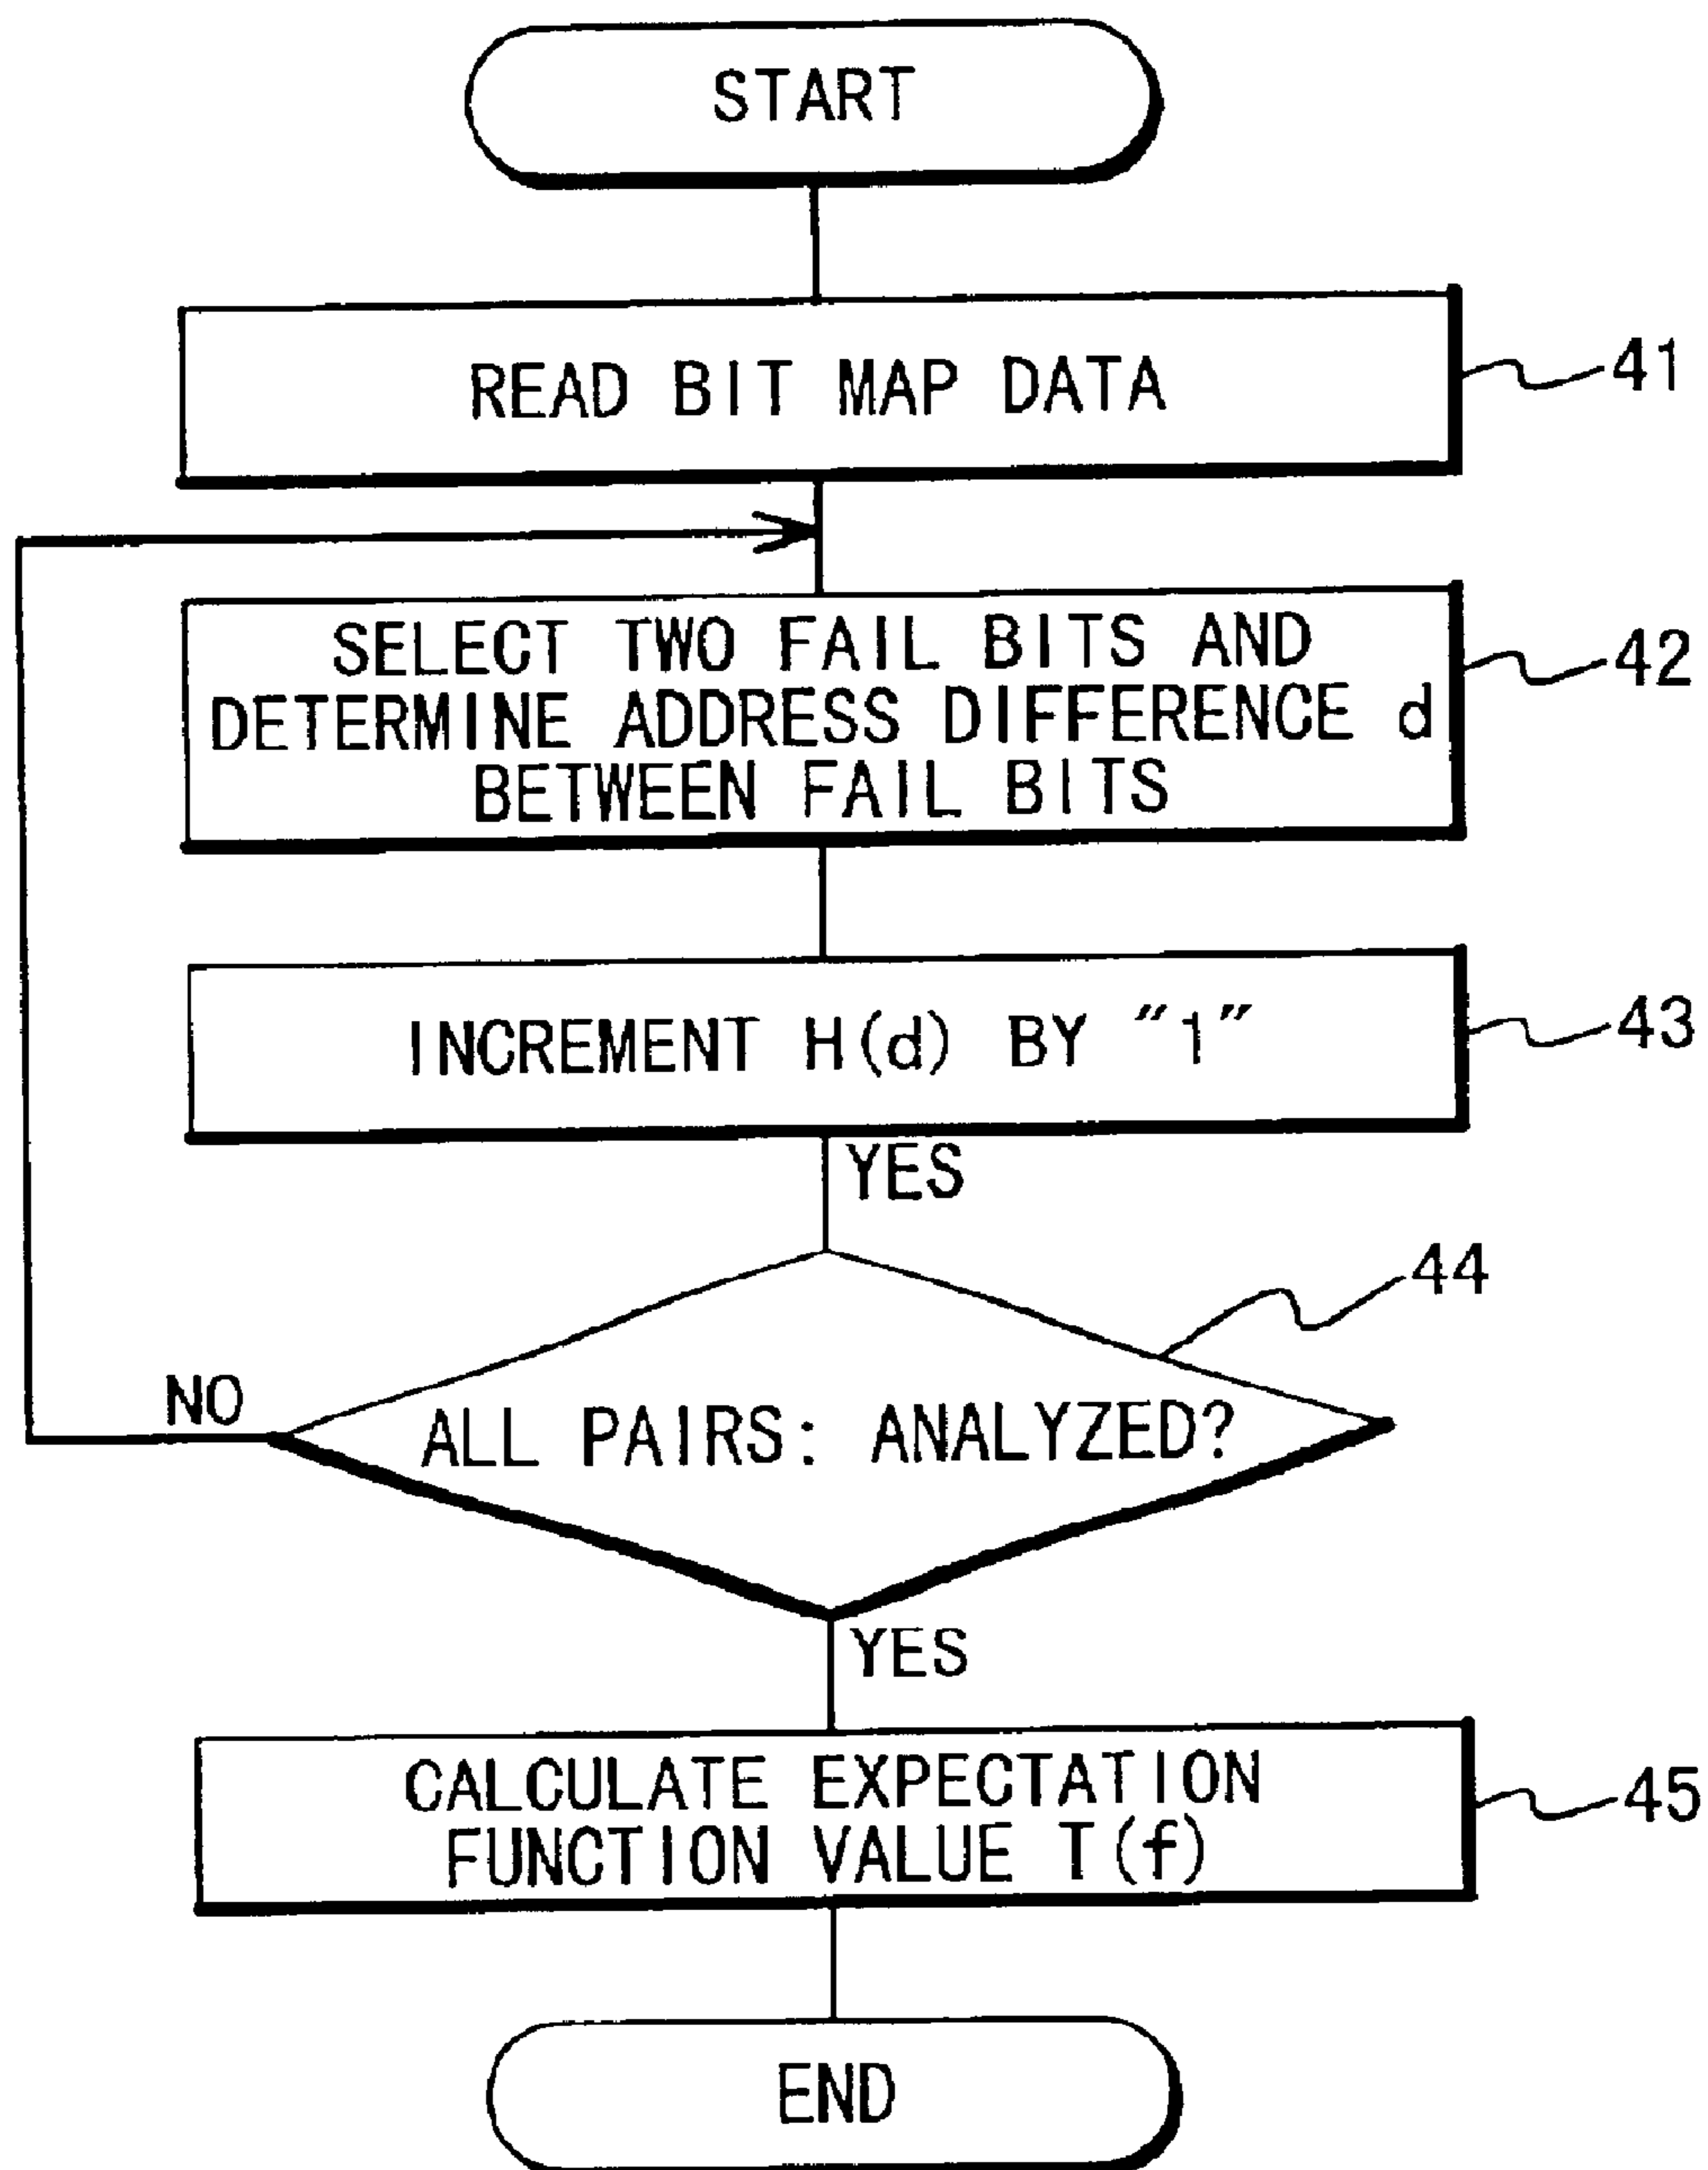 START
READ BIT MAP DATA
41
SELECT TWO FAIL BITS AND
DETERMINE ADDRESS DIFFERENCE d
BETWEEN FAIL BITS
42
INCREMENT H(d) BY "1"
43
YES
44
NO
ALL PAIRS: ANALYZED?
YES
CALCULATE EXPECTATION
FUNCTION VALUE T(f)
45
END